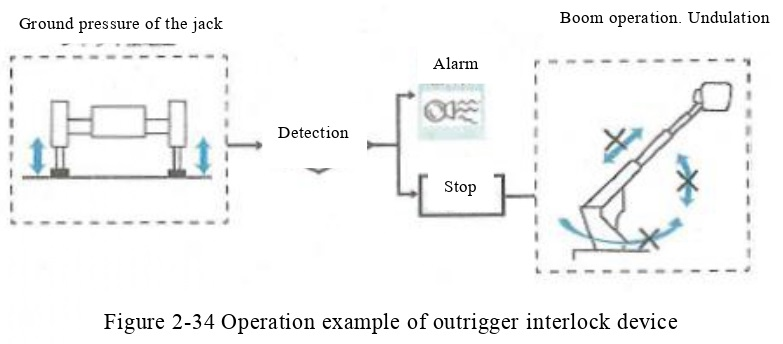 Ground pressure of the jack
Boom operation. Undulation
Alarm
Detection
Stop
Figure 2-34 Operation example of outrigger interlock device